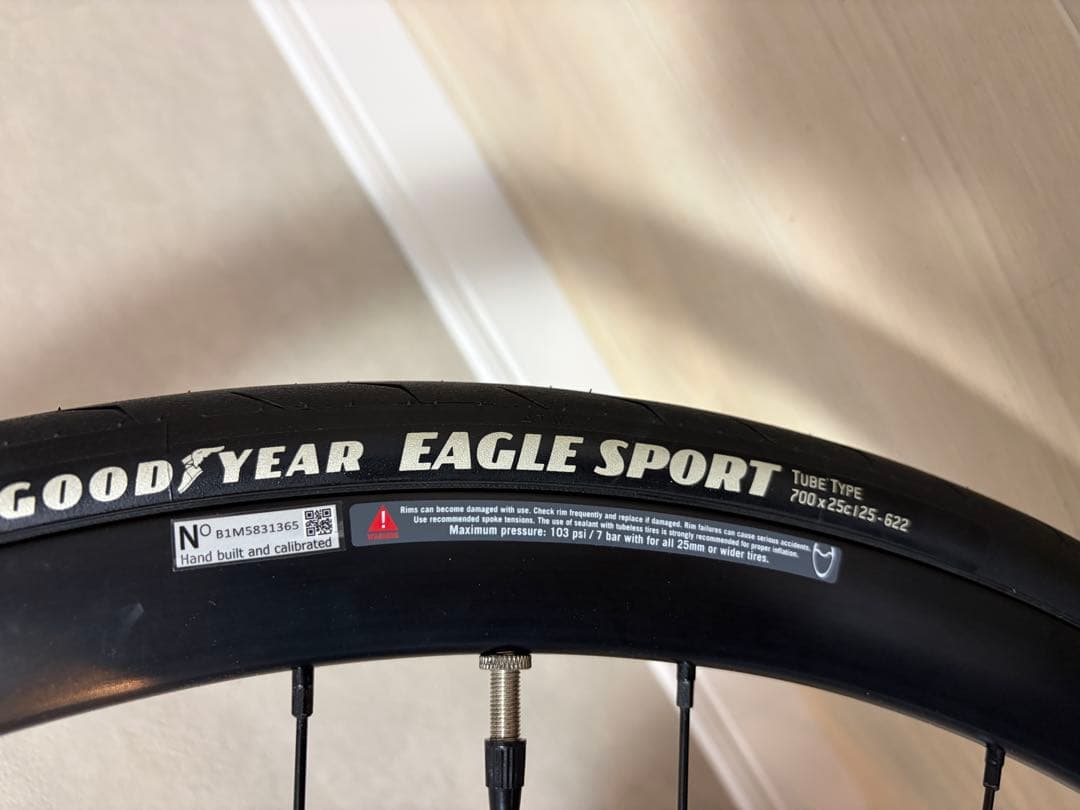 GOODYEAR EAGLE SPORT
TUBE TYPE
700 x 25c | 25-622
NO B1M5831365
Hand built and calibrated
WARNING
Rims can become damaged with use. Check rim frequently and replace if damaged. Rim failures can cause serious accidents.
Use recommended spoke tensions. The use of sealant with tubeless tires is strongly recommended for proper inflation.
Maximum pressure: 103 psi / 7 bar with for all 25mm or wider tires.